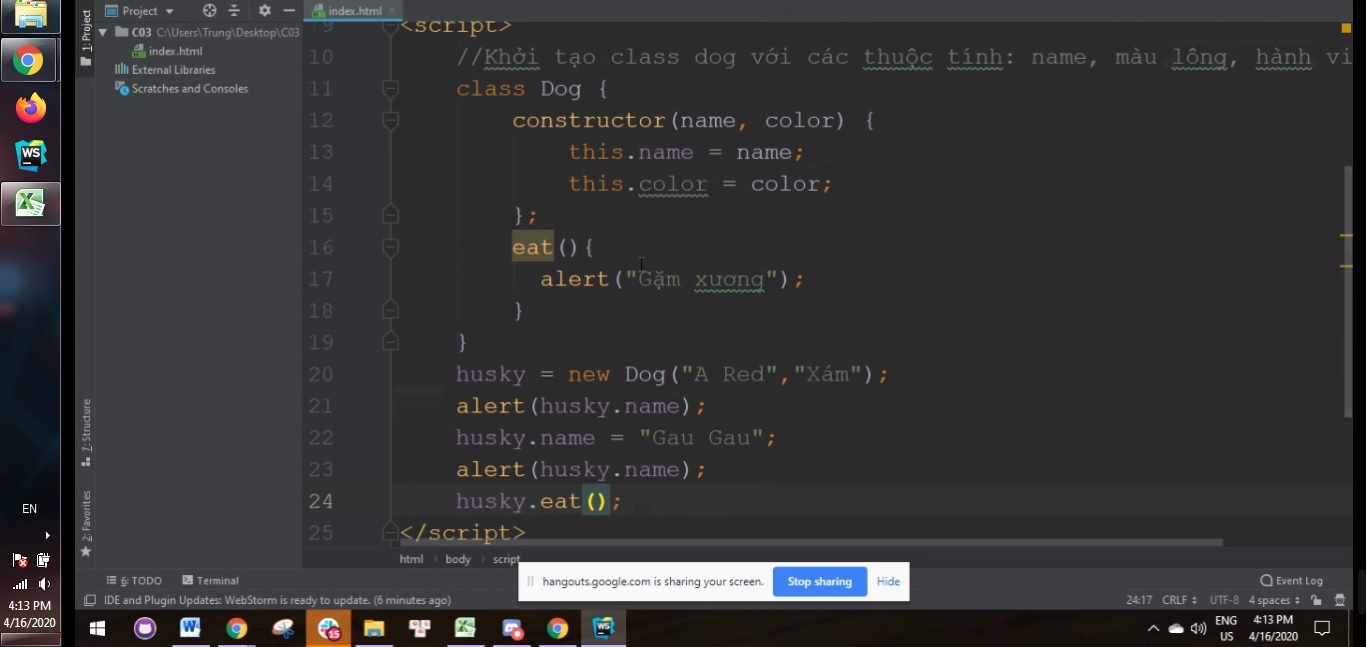 Project
index.html
1: Project
C03 C:\Users\Trung\Desktop\C03
index.html
External Libraries
Scratches and Consoles
9 <script>
10 //Khởi tạo class dog với các thuộc tính: name, màu lông, hành vi
11 class Dog {
12 constructor(name, color) {
13 this.name = name;
14 this.color = color;
15 };
16 eat(){
17 alert("Gặm xương");
18 }
19 }
20 husky = new Dog("A Red","Xám");
21 alert(husky.name);
22 husky.name = "Gau Gau";
23 alert(husky.name);
24 husky.eat();
25 </script>
7: Structure
2: Favorites
WS
EN
4:13 PM
4/16/2020
html body script
6: TODO Terminal
hangouts.google.com is sharing your screen. Stop sharing Hide
Event Log
IDE and Plugin Updates: WebStorm is ready to update. (6 minutes ago)
24:17 CRLF UTF-8 4 spaces
15
WS
ENG
US
4:13 PM
4/16/2020